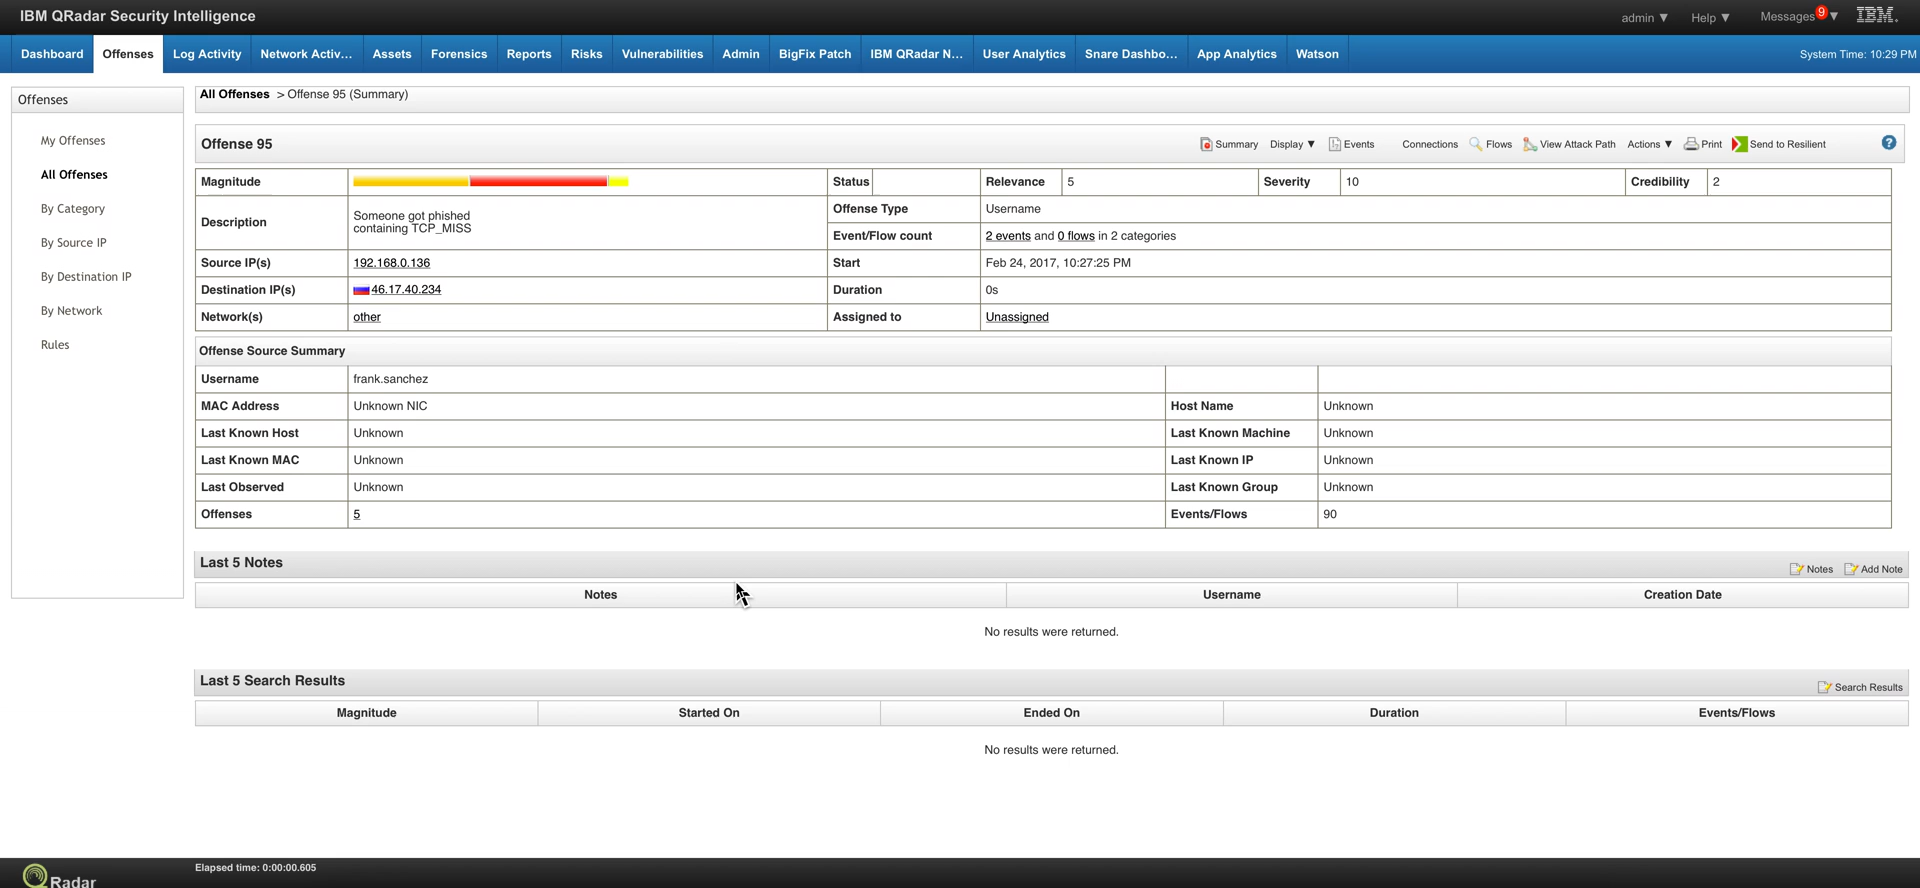 IBM QRadar Security Intelligence
admin ▼ Help ▼ Messages 9 ▼ IBM.
Dashboard Offenses Log Activity Network Activ... Assets Forensics Reports Risks Vulnerabilities Admin BigFix Patch IBM QRadar N... User Analytics Snare Dashbo... App Analytics Watson System Time: 10:29 PM
Offenses
My Offenses
All Offenses
By Category
By Source IP
By Destination IP
By Network
Rules
All Offenses > Offense 95 (Summary)
Offense 95 Summary Display ▼ Events Connections Flows View Attack Path Actions ▼ Print Send to Resilient ?
Magnitude Status Relevance 5 Severity 10 Credibility 2
Description Someone got phished
containing TCP_MISS
Offense Type Username
Event/Flow count 2 events and 0 flows in 2 categories
Source IP(s) 192.168.0.136 Start Feb 24, 2017, 10:27:25 PM
Destination IP(s) 46.17.40.234 Duration 0s
Network(s) other Assigned to Unassigned
Offense Source Summary
Username frank.sanchez
MAC Address Unknown NIC Host Name Unknown
Last Known Host Unknown Last Known Machine Unknown
Last Known MAC Unknown Last Known IP Unknown
Last Observed Unknown Last Known Group Unknown
Offenses 5 Events/Flows 90
Last 5 Notes Notes Add Note
Notes Username Creation Date
No results were returned.
Last 5 Search Results Search Results
Magnitude Started On Ended On Duration Events/Flows
No results were returned.
Elapsed time: 0:00:00.605
QRadar